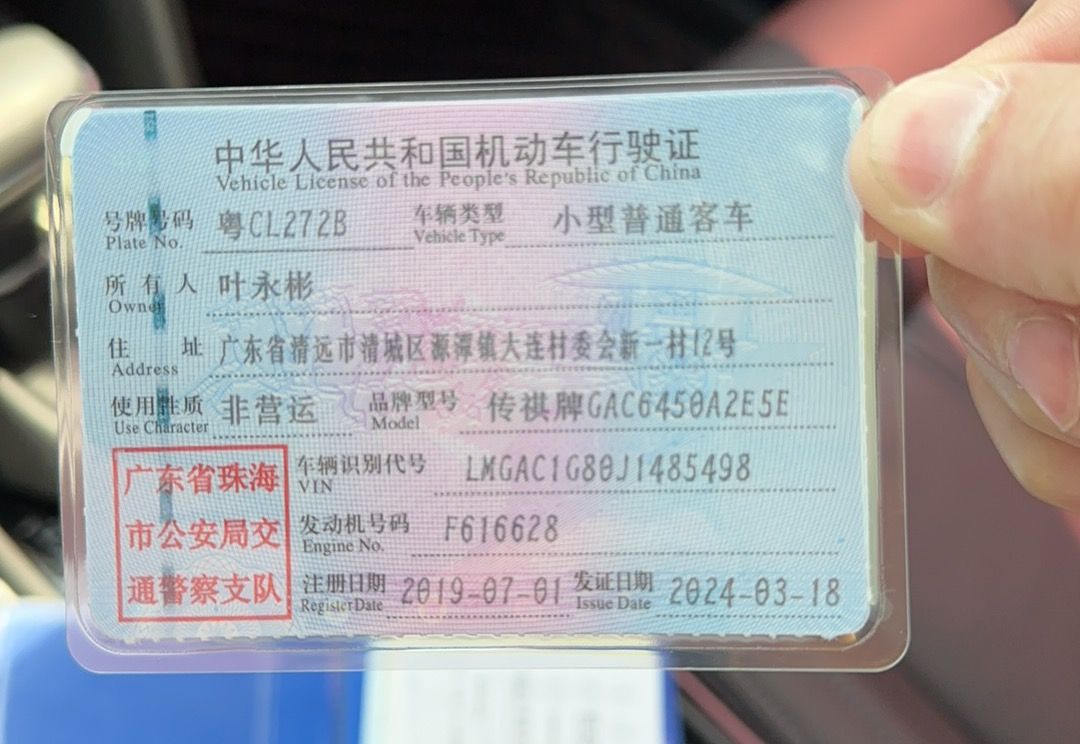 中华人民共和国机动车行驶证
Vehicle License of the People's Republic of China
号牌号码 粤CL272B 车辆类型 小型普通客车
Plate No. Vehicle Type
所有人 叶永彬
Owner
住址 广东省清远市清城区源潭镇大连村委会新一村12号
Address
使用性质 非营运 品牌型号 传祺牌GAC6450A2E5E
Use Character Model
广东省珠海
市公安局交
通警察支队
车辆识别代号 LMGAC1G80J1485498
VIN
发动机号码 F616628
Engine No.
注册日期 2019-07-01 发证日期 2024-03-18
Register Date Issue Date